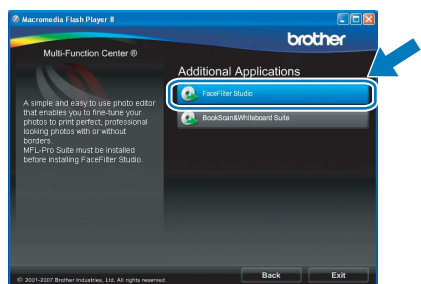 Macromedia Flash Player 8
brother
Multi-Function Center ®
Additional Applications
FaceFilter Studio
BookScan&Whiteboard Suite
A simple and easy to use photo editor
that enables you to fine-tune your
photos to print perfect, professional
looking photos with or without
borders.
MFL-Pro Suite must be installed
before installing FaceFilter Studio.
Back
Exit
© 2001-2007 Brother Industries, Ltd. All rights reserved.